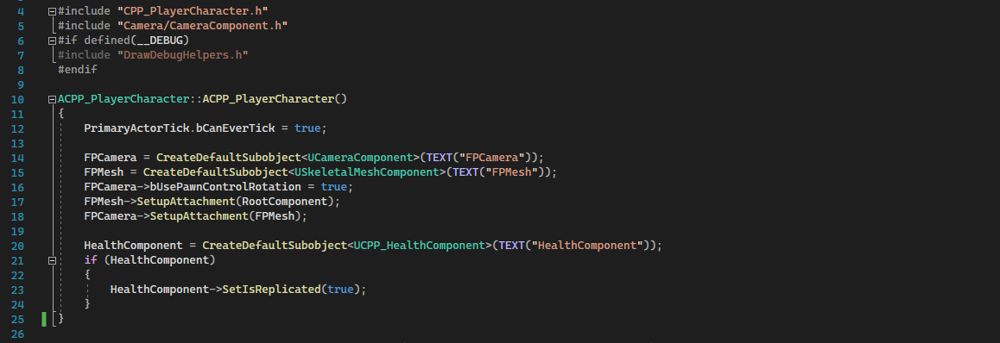 4 #include "CPP_PlayerCharacter.h"
5 #include "Camera/CameraComponent.h"
6 #if defined(__DEBUG)
7 #include "DrawDebugHelpers.h"
8 #endif
9
10 ACPP_PlayerCharacter::ACPP_PlayerCharacter()
11 {
12 PrimaryActorTick.bCanEverTick = true;
13
14 FPCamera = CreateDefaultSubobject<UCameraComponent>(TEXT("FPCamera"));
15 FPMesh = CreateDefaultSubobject<USkeletalMeshComponent>(TEXT("FPMesh"));
16 FPCamera->bUsePawnControlRotation = true;
17 FPMesh->SetupAttachment(RootComponent);
18 FPCamera->SetupAttachment(FPMesh);
19
20 HealthComponent = CreateDefaultSubobject<UCPP_HealthComponent>(TEXT("HealthComponent"));
21 if (HealthComponent)
22 {
23 HealthComponent->SetIsReplicated(true);
24 }
25 }
26